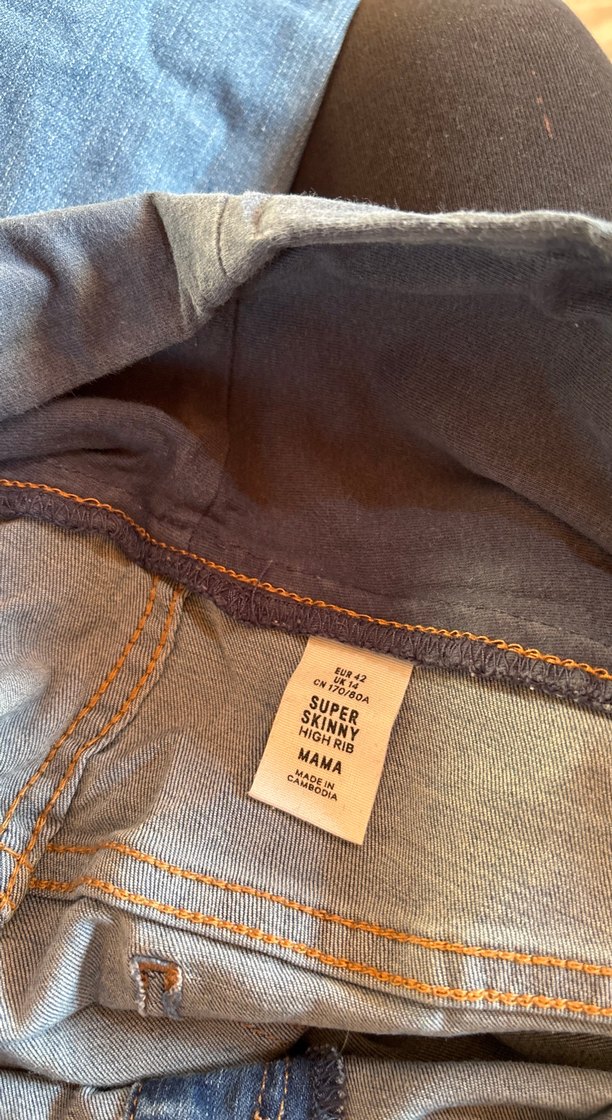 EUR 42
UK 14
CN 170/80A
SUPER
SKINNY
HIGH RIB
MAMA
MADE IN
CAMBODIA